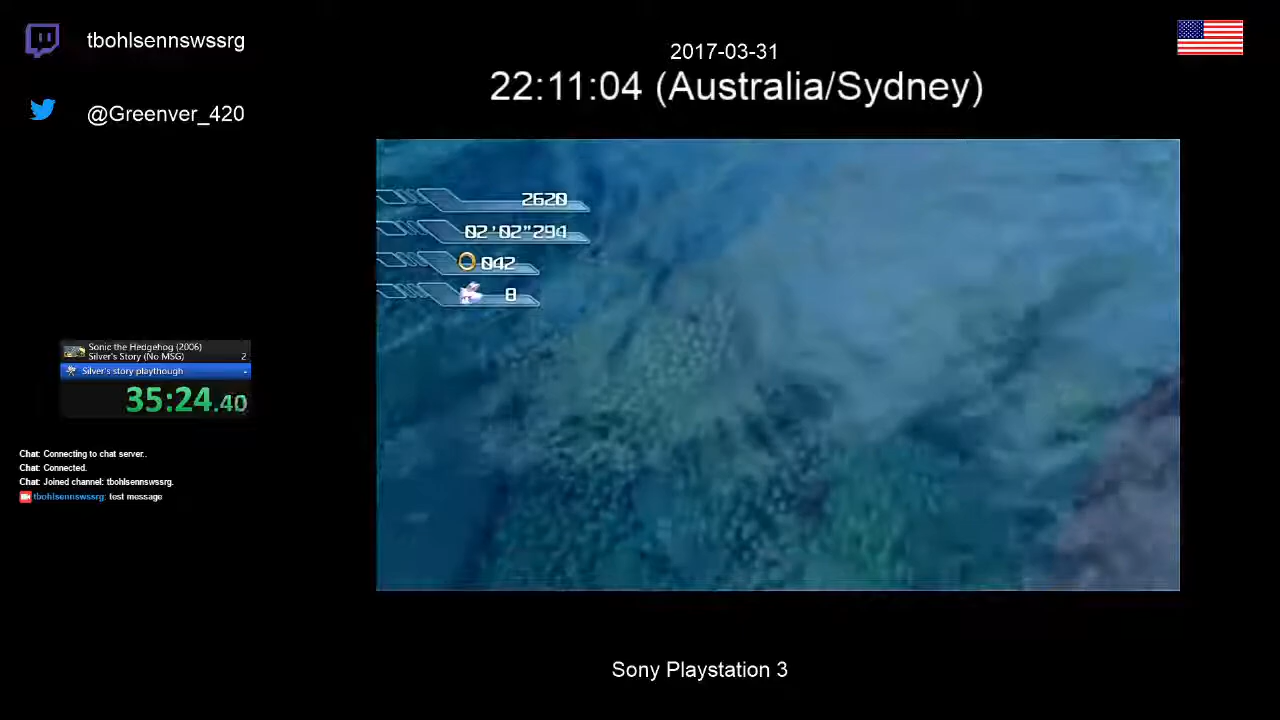 tbohlsennswssrg
@Greenver_420
2017-03-31
22:11:04 (Australia/Sydney)
2620
02'02"294
042
8
Sonic the Hedgehog (2006)
Silver's Story (No MSG) 2
Silver's story playthough -
35:24.40
Chat: Connecting to chat server..
Chat: Connected.
Chat: Joined channel: tbohlsennswssrg.
tbohlsennswssrg: test message
Sony Playstation 3